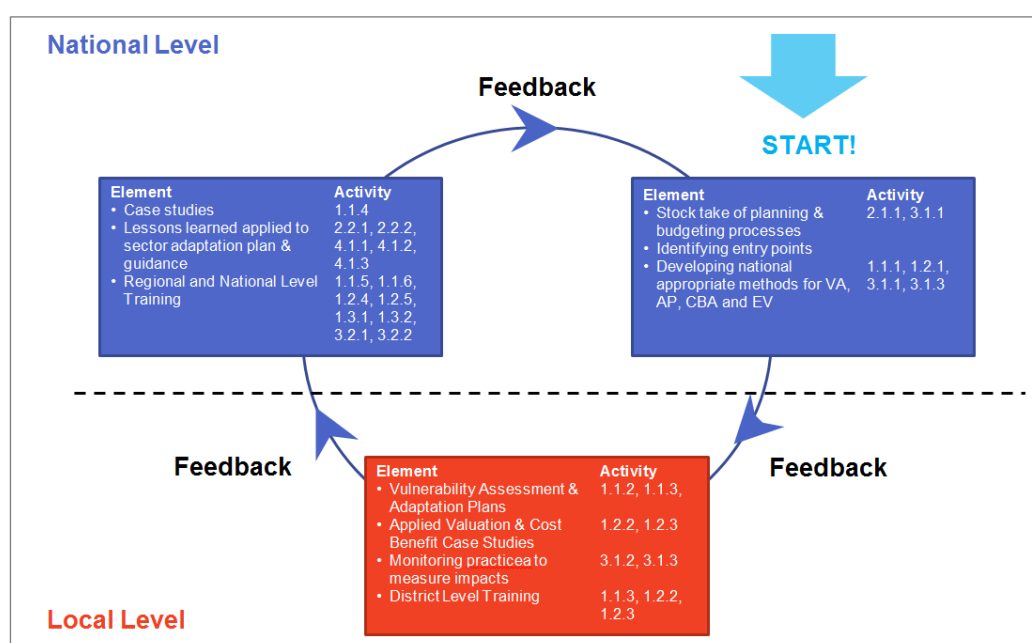 National Level
Feedback
START!
Element Activity
• Case studies 1.1.4
• Lessons learned applied to 2.2.1, 2.2.2,
sector adaptation plan & 4.1.1, 4.1.2,
guidance 4.1.3
• Regional and National Level 1.1.5, 1.1.6,
Training 1.2.4, 1.2.5,
1.3.1, 1.3.2,
3.2.1, 3.2.2
Element Activity
• Stock take of planning & 2.1.1, 3.1.1
budgeting processes
• Identifying entry points
• Developing national 1.1.1, 1.2.1,
appropriate methods for VA, 3.1.1, 3.1.3
AP, CBA and EV
Feedback
Feedback
Element Activity
• Vulnerability Assessment & 1.1.2, 1.1.3,
Adaptation Plans
• Applied Valuation & Cost 1.2.2, 1.2.3
Benefit Case Studies
• Monitoring practicea to 3.1.2, 3.1.3
measure impacts
• District Level Training 1.1.3, 1.2.2,
1.2.3
Local Level